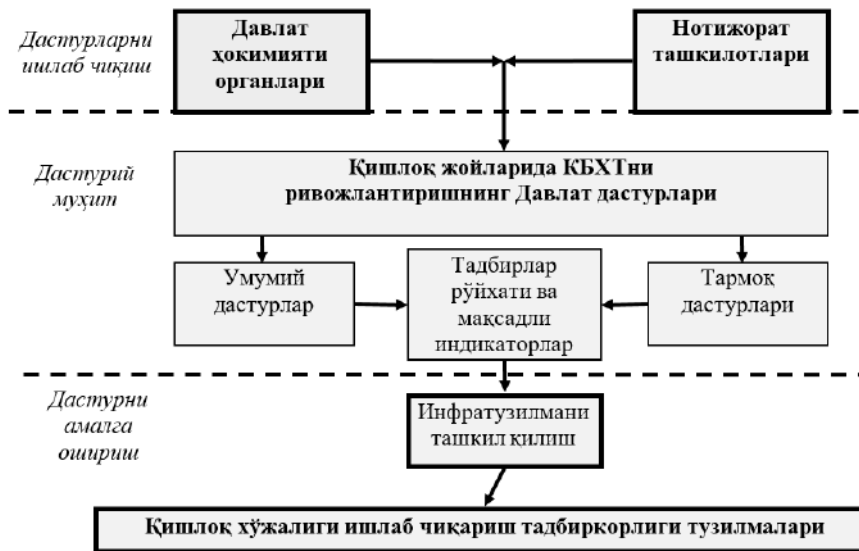 Дастурларни
ишлаб чиқиш
Давлат
ҳокимияти
органлари
Нотижорат
ташкилотлари
Дастурий
муҳит
Қишлоқ жойларида КБХТни
ривожлантиришнинг Давлат дастурлари
Умумий
дастурлар
Тадбирлар
рўйхати ва
мақсадли
индикаторлар
Тармоқ
дастурлари
Дастурни
амалга
ошириш
Инфратузилмани
ташкил қилиш
Қишлоқ хўжалиги ишлаб чиқариш тадбиркорлиги тузилмалари